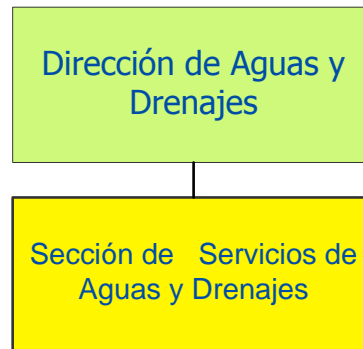 Dirección de Aguas y
Drenajes
Sección de   Servicios de
Aguas y Drenajes